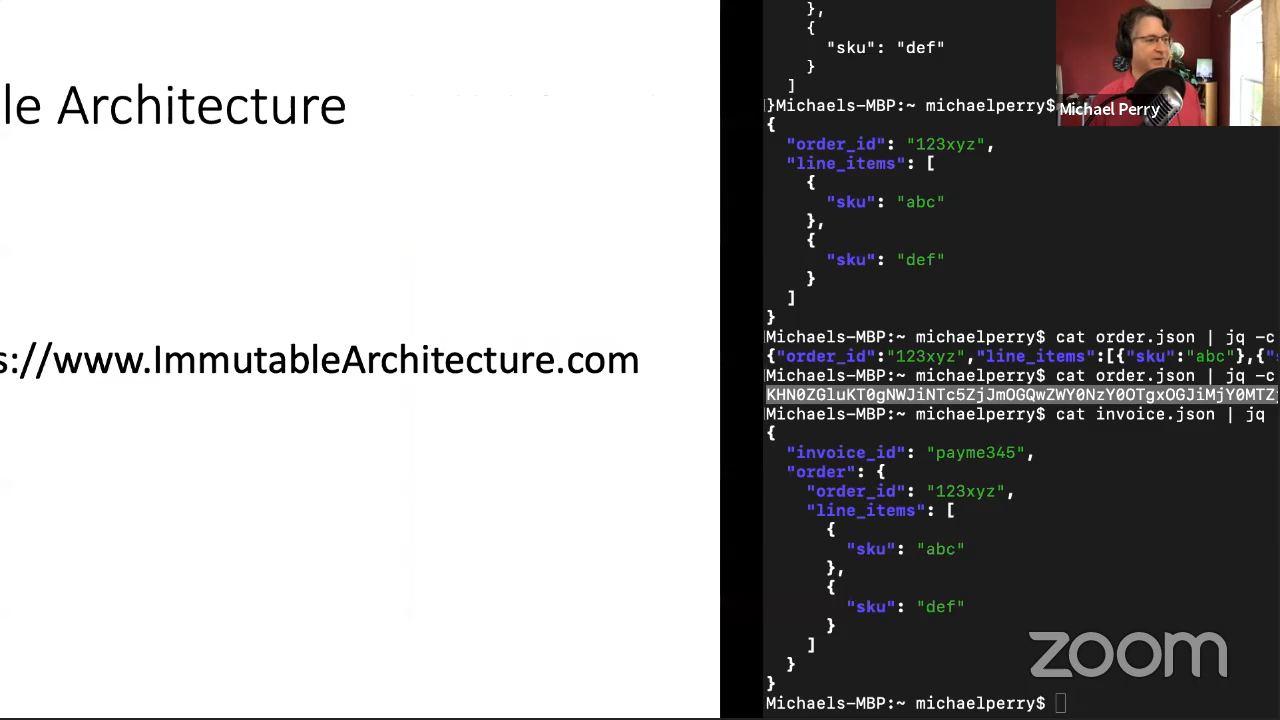 le Architecture
s://www.ImmutableArchitecture.com
},
{
"sku": "def"
}
]
}Michaels-MBP:~ michaelperry$
{
"order_id": "123xyz",
"line_items": [
{
"sku": "abc"
},
{
"sku": "def"
}
]
}
Michaels-MBP:~ michaelperry$ cat order.json | jq -c
{"order_id":"123xyz","line_items":[{"sku":"abc"},{"s
Michaels-MBP:~ michaelperry$ cat order.json | jq -c
KHN0ZGluKT0gNWJiNTc5ZjJmOGQwZWY0NzY0OTgxOGJiMjY0MTZj
Michaels-MBP:~ michaelperry$ cat invoice.json | jq
{
"invoice_id": "payme345",
"order": {
"order_id": "123xyz",
"line_items": [
{
"sku": "abc"
},
{
"sku": "def"
}
]
}
}
Michaels-MBP:~ michaelperry$
Michael Perry
zoom